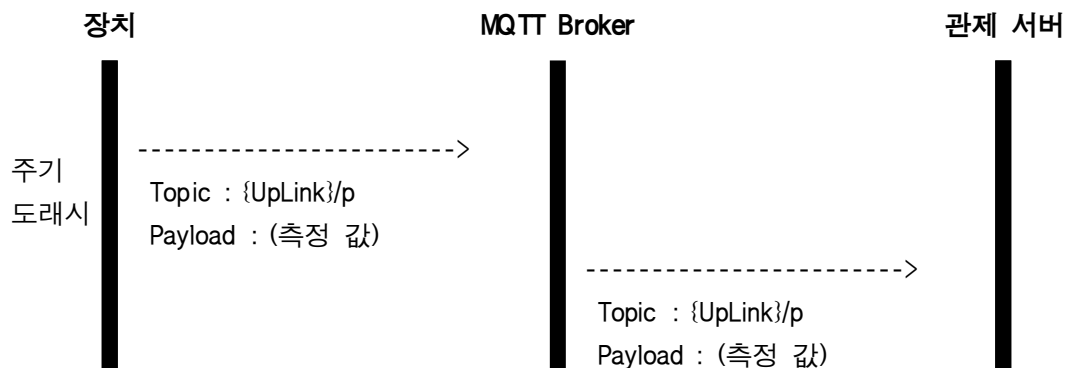 장치 MQTT Broker 관제 서버
------------------------>
주기
도래시
Topic : {UpLink}/p
Payload : (측정 값)
------------------------>
Topic : {UpLink}/p
Payload : (측정 값)